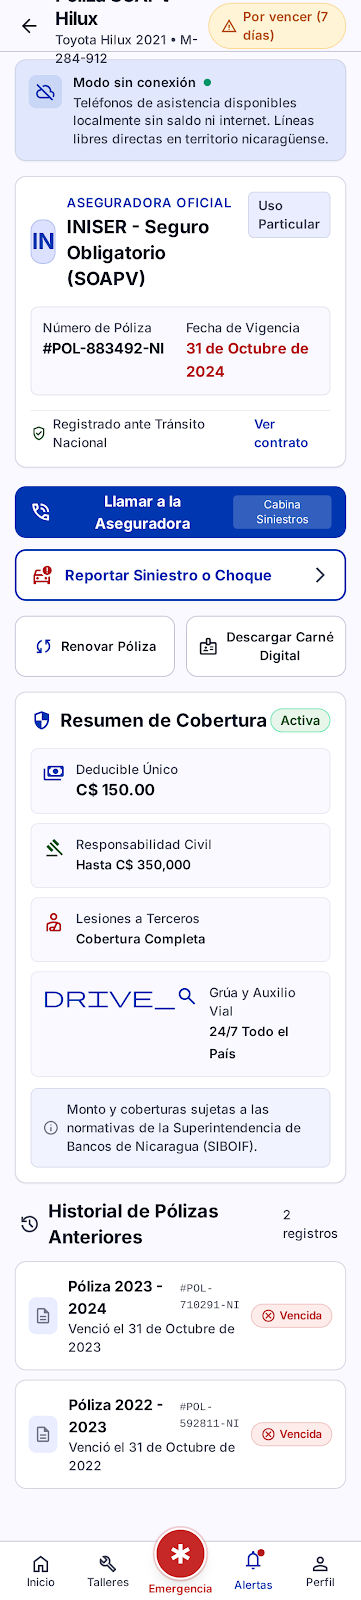 Póliza SOAPV -
Hilux
Toyota Hilux 2021 • M-
284-912
Por vencer (7
días)
Modo sin conexión
Teléfonos de asistencia disponibles
localmente sin saldo ni internet. Líneas
libres directas en territorio nicaragüense.
IN
ASEGURADORA OFICIAL
INISER - Seguro
Obligatorio
(SOAPV)
Uso
Particular
Número de Póliza
#POL-883492-NI
Fecha de Vigencia
31 de Octubre de
2024
Registrado ante Tránsito
Nacional
Ver
contrato
Llamar a la
Aseguradora
Cabina
Siniestros
Reportar Siniestro o Choque
Renovar Póliza
Descargar Carné
Digital
Resumen de Cobertura
Activa
Deducible Único
C$ 150.00
Responsabilidad Civil
Hasta C$ 350,000
Lesiones a Terceros
Cobertura Completa
DRIVE_
Grúa y Auxilio
Vial
24/7 Todo el
País
Monto y coberturas sujetas a las
normativas de la Superintendencia de
Bancos de Nicaragua (SIBOIF).
Historial de Pólizas
Anteriores
2
registros
Póliza 2023 -
2024
#POL-
710291-NI
Venció el 31 de Octubre de
2023
Vencida
Póliza 2022 -
2023
#POL-
592811-NI
Venció el 31 de Octubre de
2022
Vencida
Inicio
Talleres
Emergencia
Alertas
Perfil